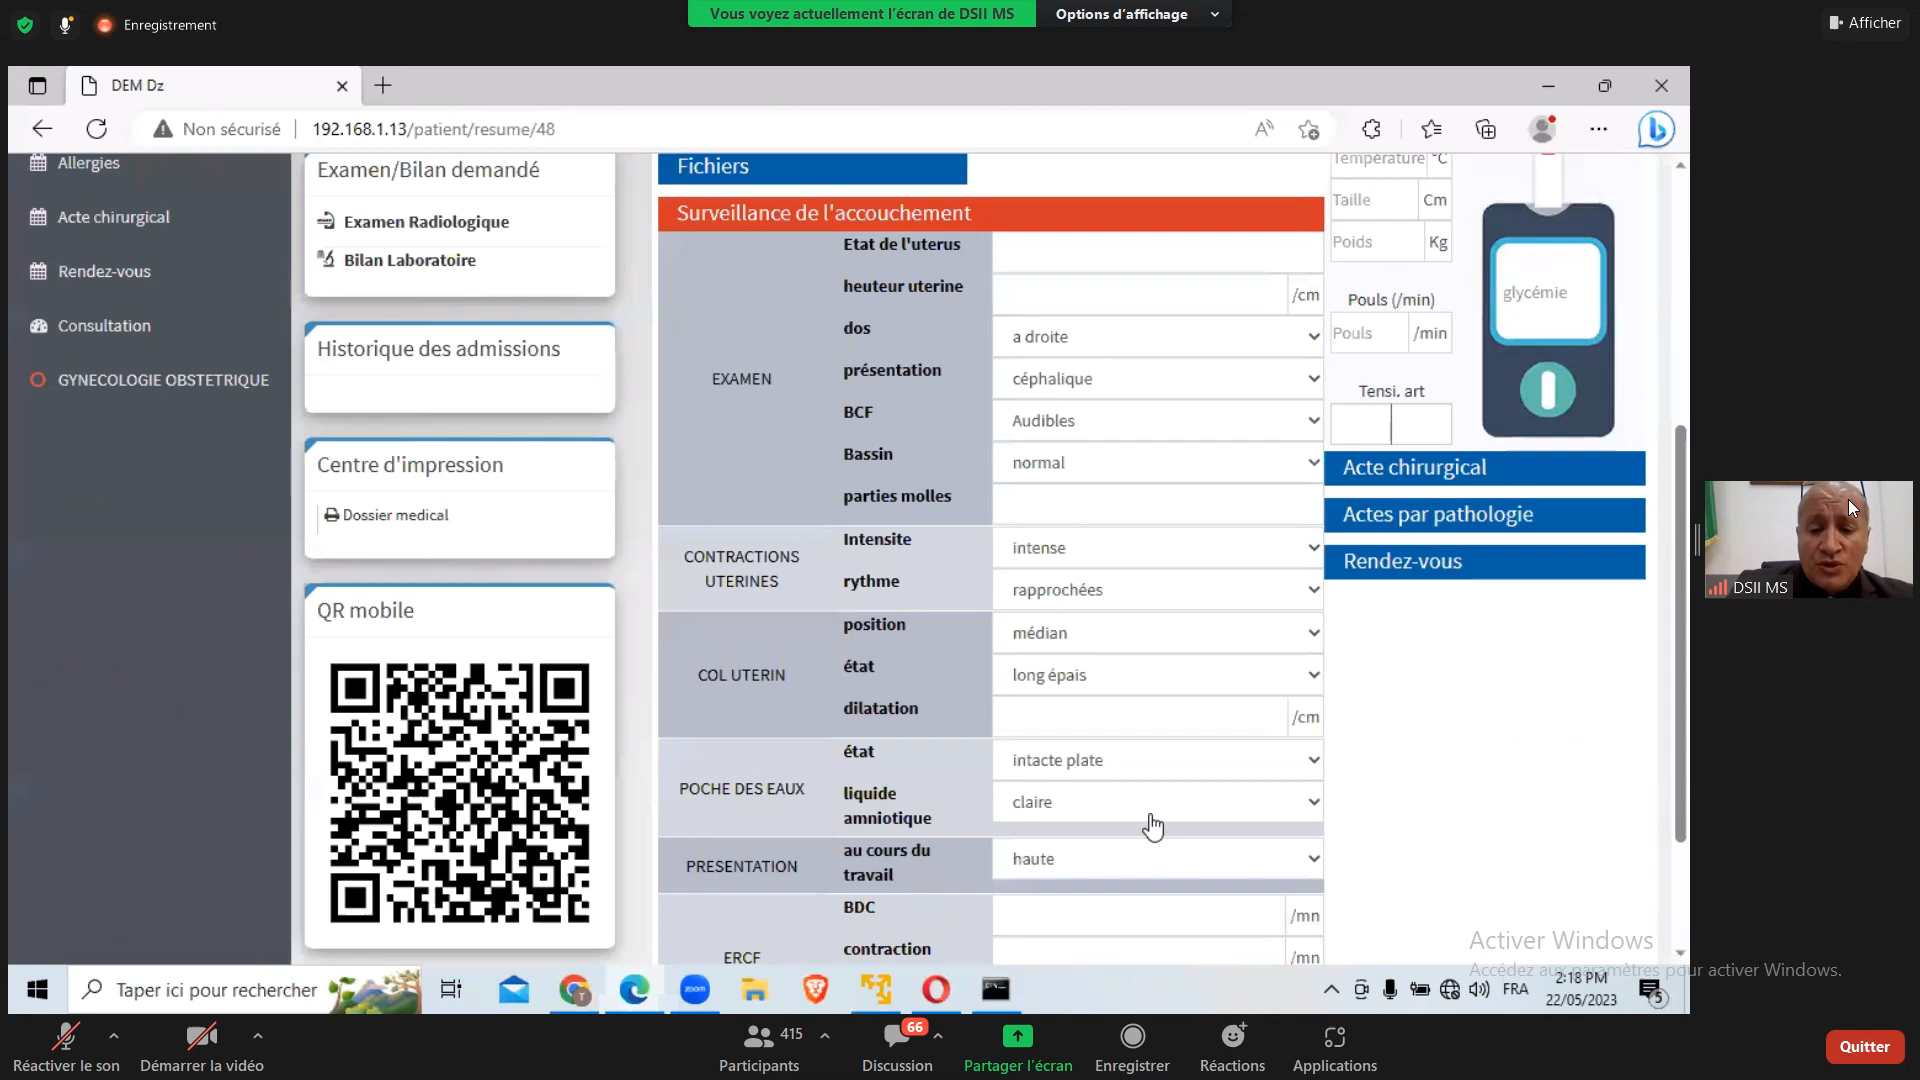 Enregistrement
Vous voyez actuellement l'écran de DSII MS
Options d'affichage
Afficher
DEM Dz
Non sécurisé
192.168.1.13/patient/resume/48
Allergies
Acte chirurgical
Rendez-vous
Consultation
GYNECOLOGIE OBSTETRIQUE
Examen/Bilan demandé
Examen Radiologique
Bilan Laboratoire
Historique des admissions
Centre d'impression
Dossier medical
QR mobile
Fichiers
Surveillance de l'accouchement
EXAMEN
Etat de l'uterus
heuteur uterine /cm
dos a droite
présentation céphalique
BCF Audibles
Bassin normal
parties molles
CONTRACTIONS UTERINES
Intensite intense
rythme rapprochées
COL UTERIN
position médian
état long épais
dilatation /cm
POCHE DES EAUX
état intacte plate
liquide amniotique claire
PRESENTATION
au cours du travail haute
ERCF
BDC /mn
contraction /mn
Température °C
Taille Cm
Poids Kg
Pouls (/min)
Pouls /min
Tensi. art
glycémie
Acte chirurgical
Actes par pathologie
Rendez-vous
DSII MS
Activer Windows
Accédez aux paramètres pour activer Windows.
Taper ici pour rechercher
zoom
FRA
2:18 PM
22/05/2023
5
Réactiver le son
Démarrer la vidéo
415
Participants
66
Discussion
Partager l'écran
Enregistrer
Réactions
Applications
Quitter